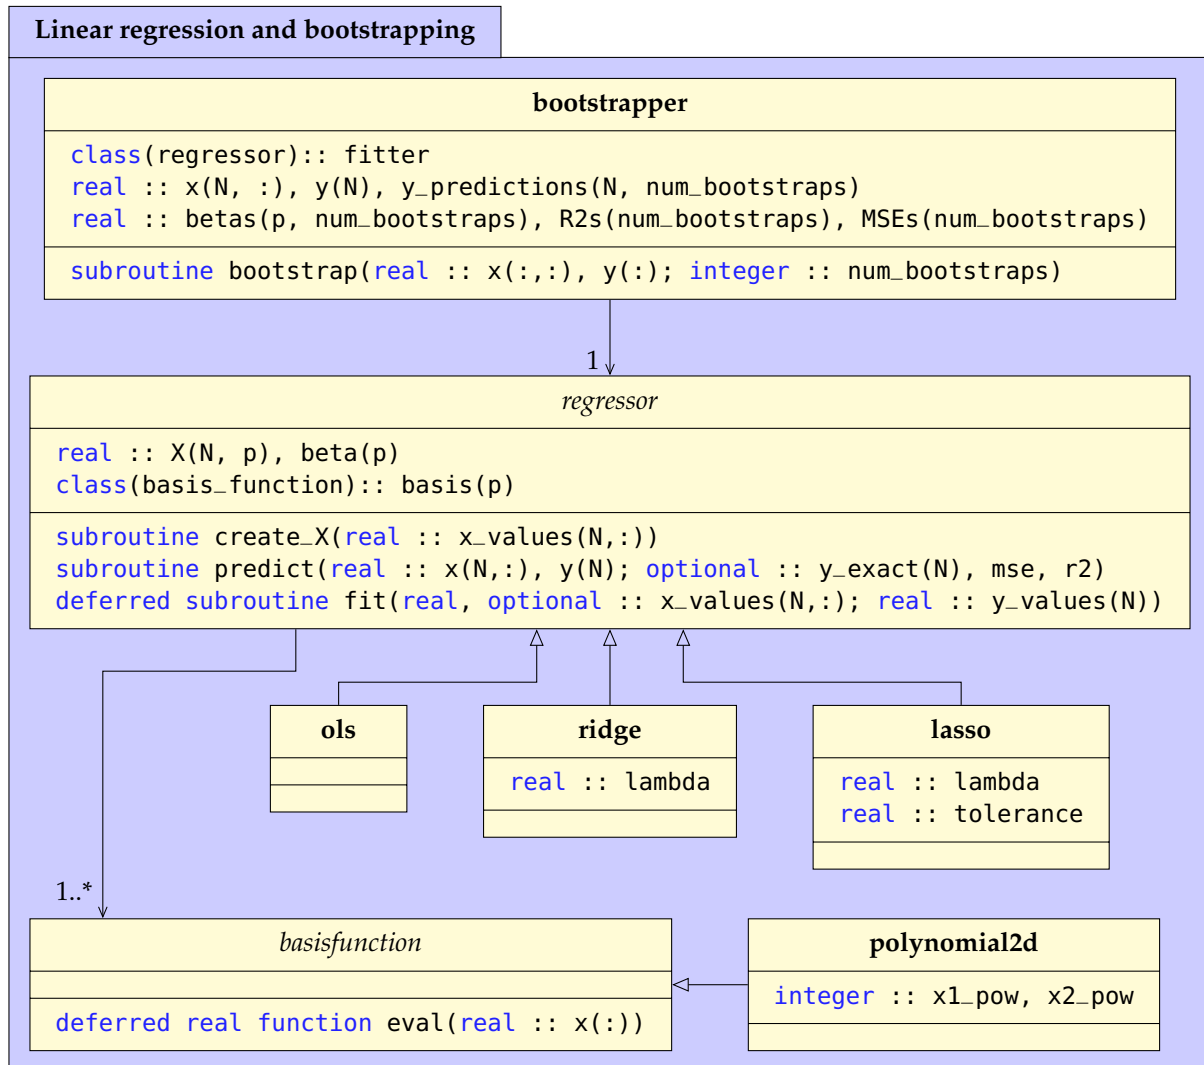 Linear regression and bootstrapping
bootstrapper
class(regressor):: fitter
real :: x(N, :), y(N), y_predictions(N, num_bootstraps)
real :: betas(p, num_bootstraps), R2s(num_bootstraps), MSEs(num_bootstraps)
subroutine bootstrap(real :: x(:,:), y(:); integer :: num_bootstraps)
1
regressor
real :: X(N, p), beta(p)
class(basis_function):: basis(p)
subroutine create_X(real :: x_values(N,:))
subroutine predict(real :: x(N,:), y(N); optional :: y_exact(N), mse, r2)
deferred subroutine fit(real, optional :: x_values(N,:); real :: y_values(N))
ols
ridge
real :: lambda
lasso
real :: lambda
real :: tolerance
1..*
basisfunction
deferred real function eval(real :: x(:))
polynomial2d
integer :: x1_pow, x2_pow